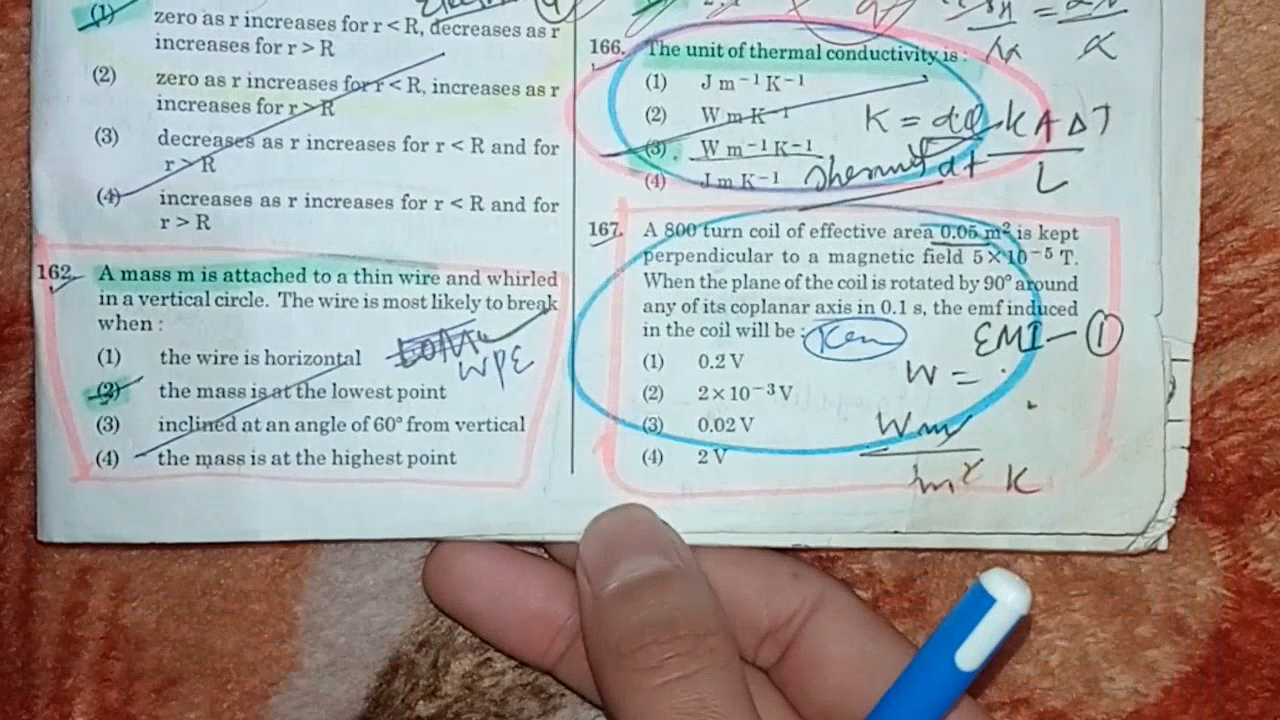 (1) zero as r increases for r < R, decreases as r
increases for r > R
(2) zero as r increases for r < R, increases as r
increases for r > R
(3) decreases as r increases for r < R and for
r > R
(4) increases as r increases for r < R and for
r > R
162. A mass m is attached to a thin wire and whirled
in a vertical circle. The wire is most likely to break
when :
(1) the wire is horizontal
WPE
(2) the mass is at the lowest point
(3) inclined at an angle of 60° from vertical
(4) the mass is at the highest point
166. The unit of thermal conductivity is :
(1) J m⁻¹ K⁻¹
(2) W m K⁻¹
(3) W m⁻¹ K⁻¹
(4) J m K⁻¹
K = dQ K A ΔT
dt L
167. A 800 turn coil of effective area 0.05 m² is kept
perpendicular to a magnetic field 5×10⁻⁵ T.
When the plane of the coil is rotated by 90° around
any of its coplanar axis in 0.1 s, the emf induced
in the coil will be :
EMI - 1
(1) 0.2 V
W =
(2) 2×10⁻³ V
(3) 0.02 V
W m
(4) 2 V
m² K